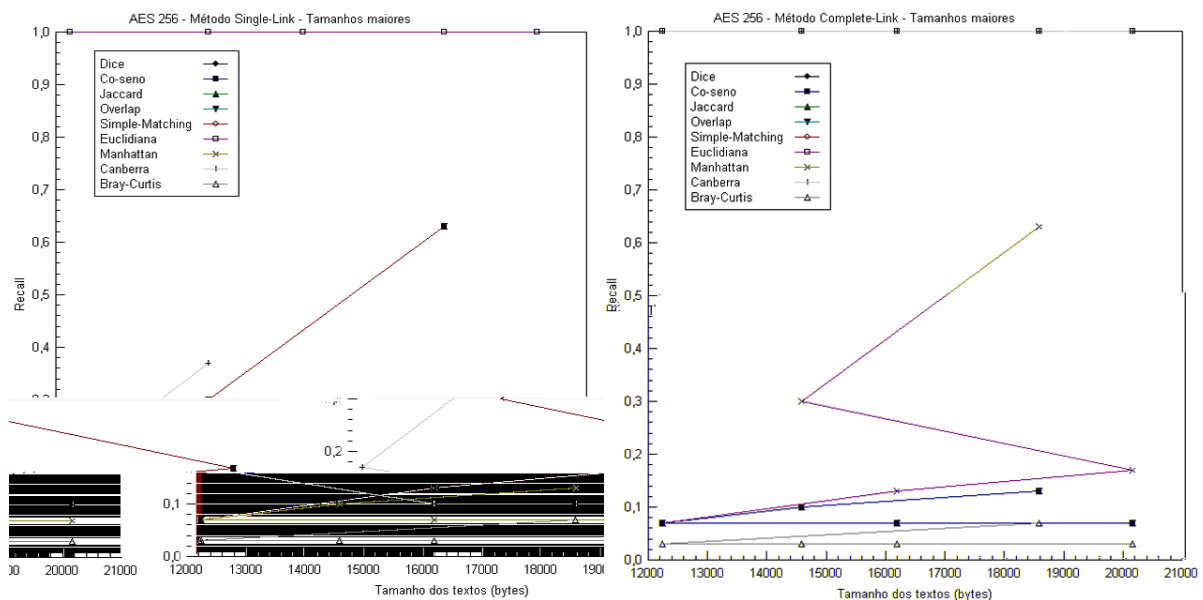 AES 256 - Método Single-Link - Tamanhos maiores
1,0
0,9
0,8
0,7
0,6
0,5
0,4
Recall
Dice
Co-seno
Jaccard
Overlap
Simple-Matching
Euclidiana
Manhattan
Canberra
Bray-Curtis
0,2
0,1
0,0
20000
21000
12000
14000
16000
18000
Tamanho dos textos (bytes)
AES 256 - Método Complete-Link - Tamanhos maiores
1,0
0,9
0,8
0,7
0,6
0,5
0,4
0,3
0,2
0,1
0,0
Recall
Dice
Co-seno
Jaccard
Overlap
Simple-Matching
Euclidiana
Manhattan
Canberra
Bray-Curtis
12000
13000
14000
15000
16000
17000
18000
19000
20000
21000
Tamanho dos textos (bytes)